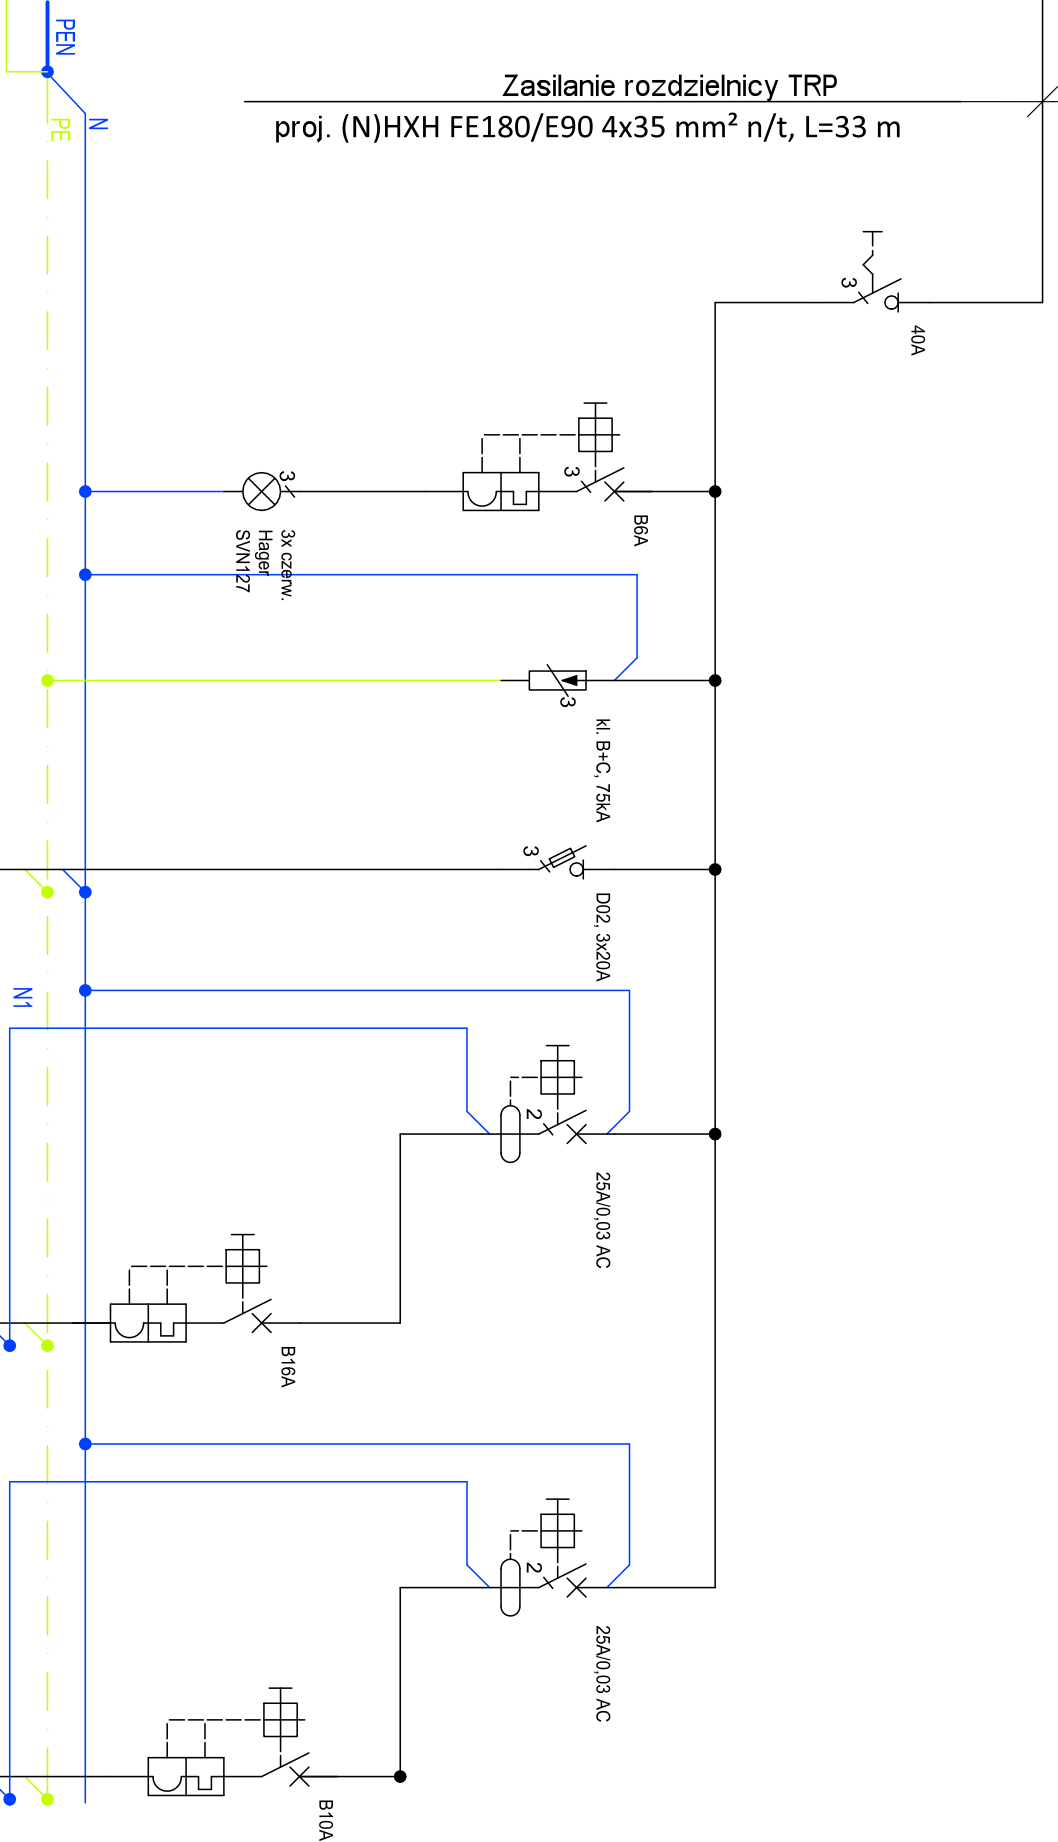 PEN
N
PE
Zasilanie rozdzielnicy TRP
proj. (N)HXH FE180/E90 4x35 mm² n/t, L=33 m
3
40A
3
B6A
3
3x czerw.
Hager
SVN127
3
kl. B+C, 75kA
3
D02, 3x20A
N1
2
25A/0,03 AC
B16A
2
25A/0,03 AC
B10A